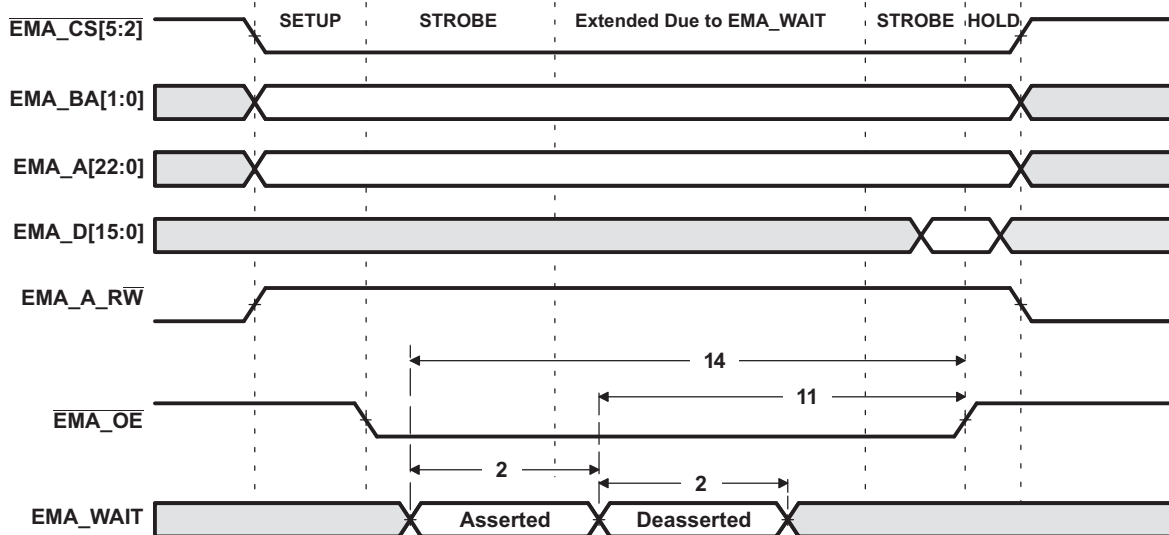 EMA_CS[5:2]
SETUP
STROBE
Extended Due to EMA_WAIT
STROBE
HOLD
EMA_BA[1:0]
EMA_A[22:0]
EMA_D[15:0]
EMA_A_RW
14
11
EMA_OE
2
2
EMA_WAIT
Asserted
Deasserted